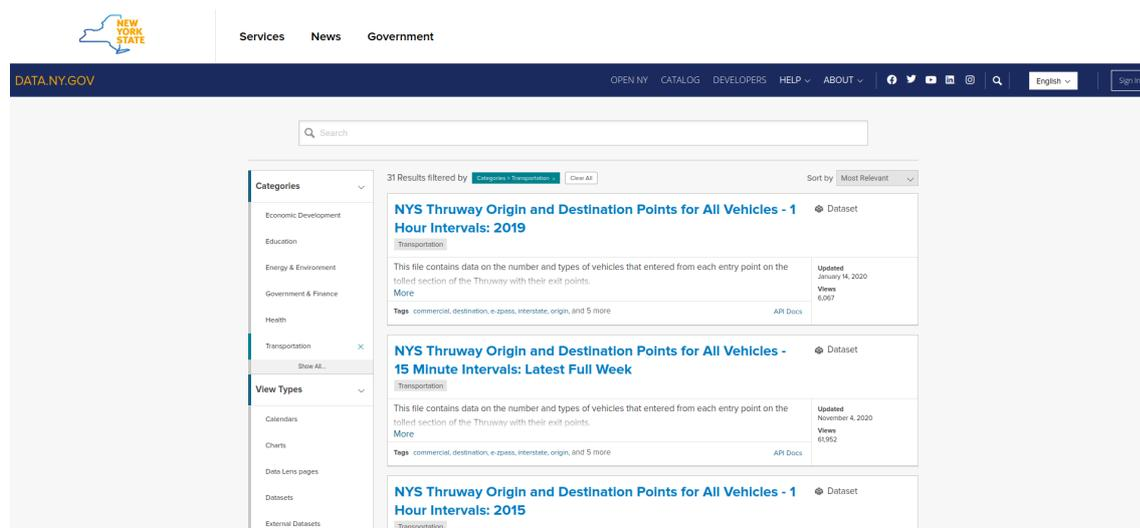 NEW
YORK
STATE
Services News Government
DATA.NY.GOV
OPEN NY CATALOG DEVELOPERS HELP ABOUT English Sign In
Search
Categories
Economic Development
Education
Energy & Environment
Government & Finance
Health
Transportation
Show All...
View Types
Calendars
Charts
Data Lens pages
Datasets
External Datasets
31 Results filtered by Categories > Transportation Clear All
Sort by Most Relevant
NYS Thruway Origin and Destination Points for All Vehicles - 1
Hour Intervals: 2019
Dataset
Transportation
This file contains data on the number and types of vehicles that entered from each entry point on the
tolled section of the Thruway with their exit points.
More
Updated
January 14, 2020
Views
6,067
Tags commercial, destination, e-zpass, interstate, origin, and 5 more
API Docs
NYS Thruway Origin and Destination Points for All Vehicles -
15 Minute Intervals: Latest Full Week
Dataset
Transportation
This file contains data on the number and types of vehicles that entered from each entry point on the
tolled section of the Thruway with their exit points.
More
Updated
November 4, 2020
Views
61,952
Tags commercial, destination, e-zpass, interstate, origin, and 5 more
API Docs
NYS Thruway Origin and Destination Points for All Vehicles - 1
Hour Intervals: 2015
Dataset
Transportation